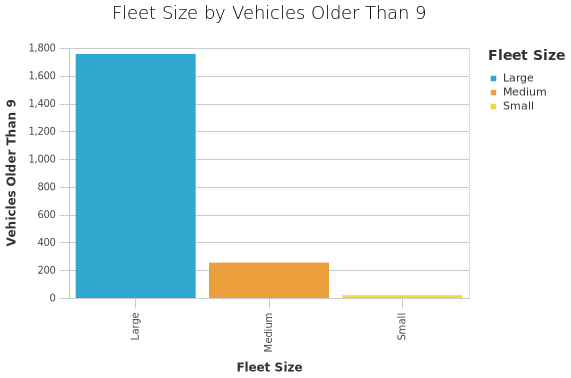 Fleet Size by Vehicles Older Than 9
Vehicles Older Than 9
1,800
1,600
1,400
1,200
1,000
800
600
400
200
0
Large
Medium
Small
Fleet Size
Fleet Size
Large
Medium
Small